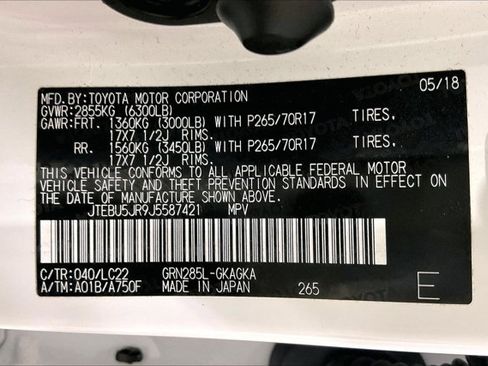 MFD.BY:TOYOTA MOTOR CORPORATION 05/18
GVWR:2855KG (6300LB)
GAWR:FRT. 1360KG (3000LB) WITH P265/70R17 TIRES,
17X7 1/2J RIMS.
RR. 1560KG (3450LB) WITH P265/70R17 TIRES,
17X7 1/2J RIMS.
THIS VEHICLE CONFORMS TO ALL APPLICABLE FEDERAL MOTOR
VEHICLE SAFETY AND THEFT PREVENTION STANDARDS IN EFFECT ON
THE DATE OF MANUFACTURE SHOWN ABOVE.
JTEBU5JR9J5587421 MPV
C/TR:040/LC22 GRN285L-GKAGKA
A/TM:A01B/A750F MADE IN JAPAN 265 E